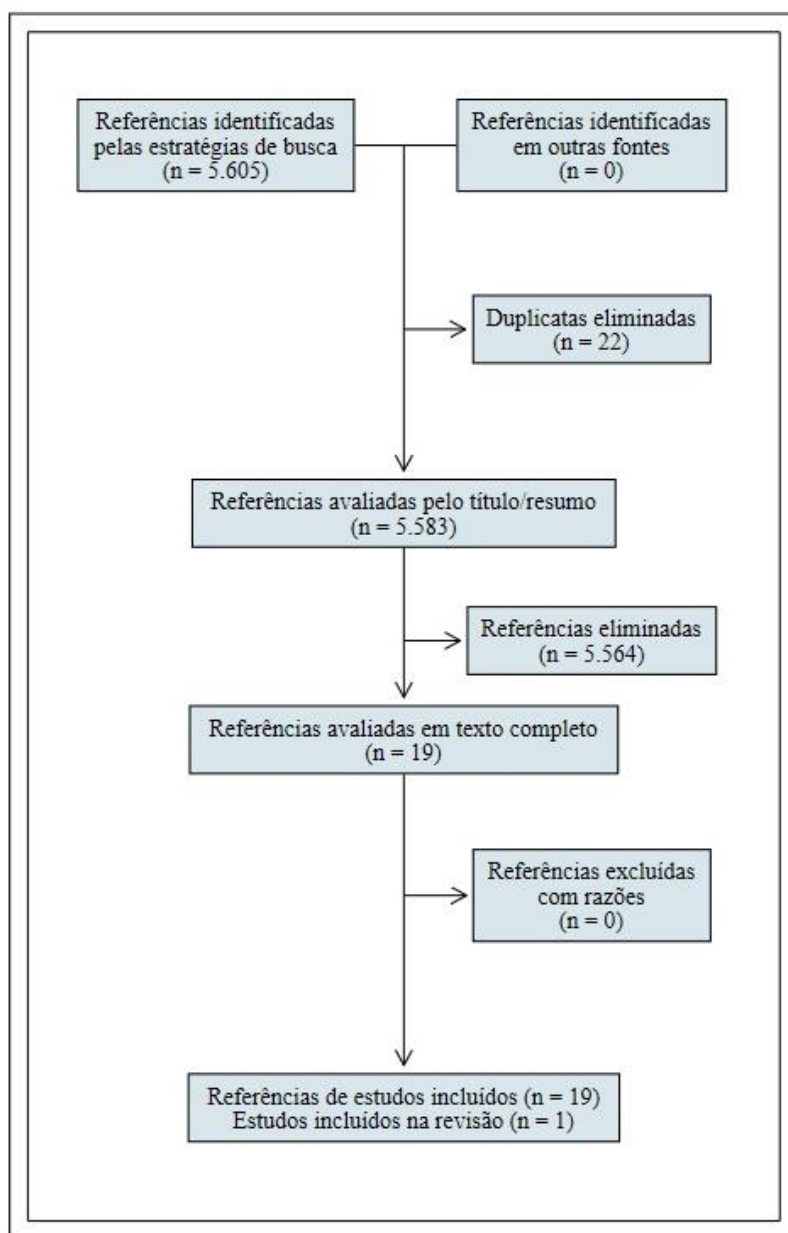 Referências identificadas
pelas estratégias de busca
(n = 5.605)
Referências identificadas
em outras fontes
(n = 0)
Duplicatas eliminadas
(n = 22)
Referências avaliadas pelo título/resumo
(n = 5.583)
Referências eliminadas
(n = 5.564)
Referências avaliadas em texto completo
(n = 19)
Referências excluídas
com razões
(n = 0)
Referências de estudos incluídos (n = 19)
Estudos incluídos na revisão (n = 1)